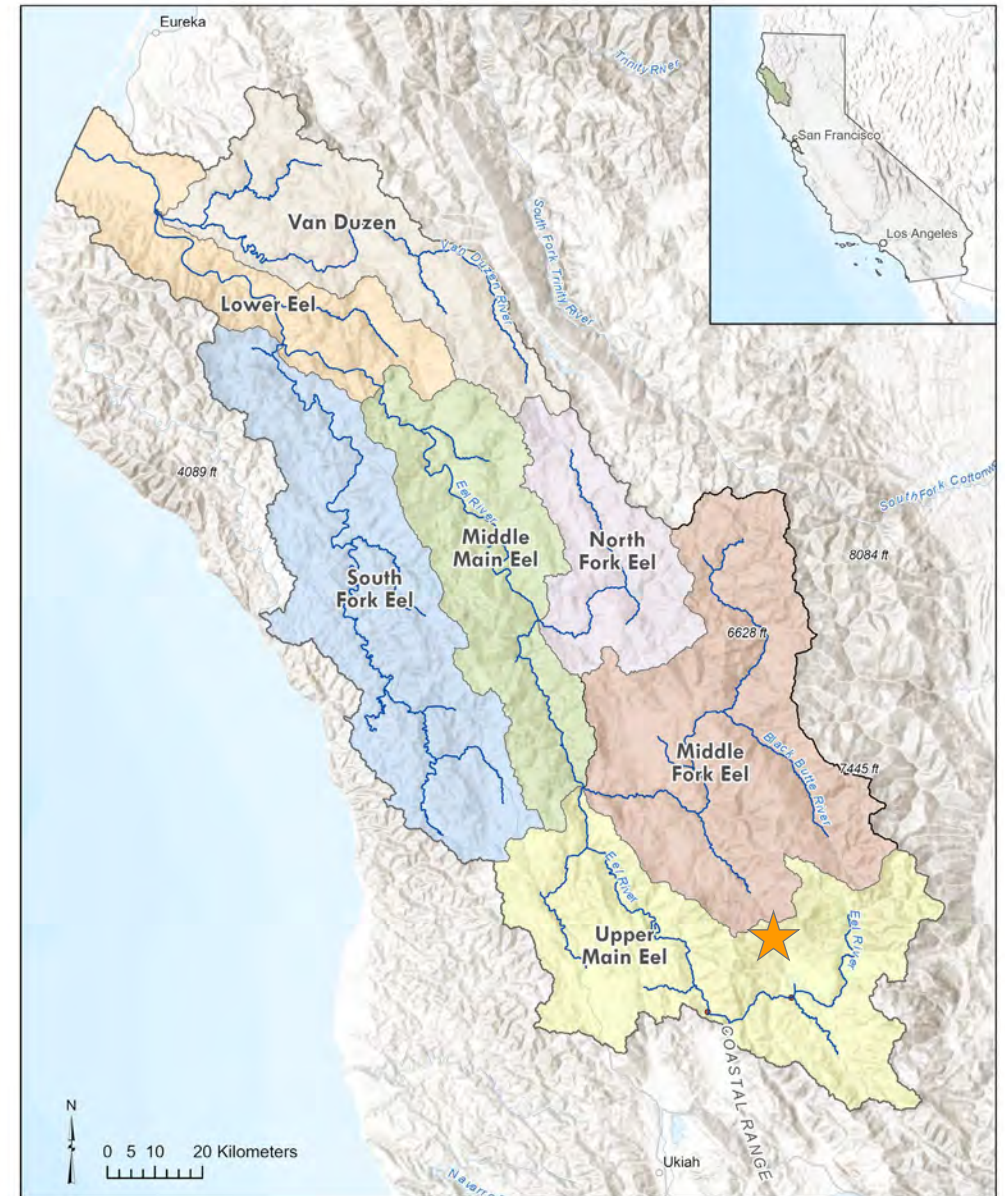 Eureka
Trinity River
San Francisco
Los Angeles
Van Duzen
South Fork Trinity River
Van Duzen River
Lower Eel
4089 ft
South Fork Cottonw
Eel River
Middle
Main Eel
North
Fork Eel
8084 ft
South
Fork Eel
6628 ft
Middle
Fork Eel
Black Butte River
7445 ft
Eel River
Upper
Main Eel
Eel River
COASTAL RANGE
N
0 5 10 20 Kilometers
Ukiah
Navarro